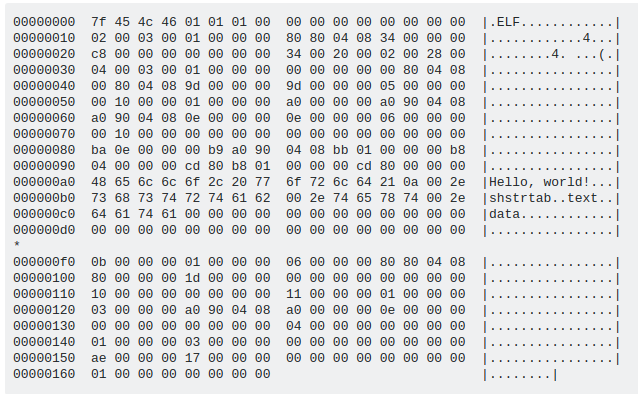 00000000  7f 45 4c 46 01 01 01 00  00 00 00 00 00 00 00 00  |.ELF............|
00000010  02 00 03 00 01 00 00 00  80 80 04 08 34 00 00 00  |............4...|
00000020  c8 00 00 00 00 00 00 00  34 00 20 00 02 00 28 00  |........4. ...(.|
00000030  04 00 03 00 01 00 00 00  00 00 00 00 00 80 04 08  |................|
00000040  00 80 04 08 9d 00 00 00  9d 00 00 00 05 00 00 00  |................|
00000050  00 10 00 00 01 00 00 00  a0 00 00 00 a0 90 04 08  |................|
00000060  a0 90 04 08 0e 00 00 00  0e 00 00 00 06 00 00 00  |................|
00000070  00 10 00 00 00 00 00 00  00 00 00 00 00 00 00 00  |................|
00000080  ba 0e 00 00 00 b9 a0 90  04 08 bb 01 00 00 00 b8  |................|
00000090  04 00 00 00 cd 80 b8 01  00 00 00 cd 80 00 00 00  |................|
000000a0  48 65 6c 6c 6f 2c 20 77  6f 72 6c 64 21 0a 00 2e  |Hello, world!...|
000000b0  73 68 73 74 72 74 61 62  00 2e 74 65 78 74 00 2e  |shstrtab..text..|
000000c0  64 61 74 61 00 00 00 00  00 00 00 00 00 00 00 00  |data............|
000000d0  00 00 00 00 00 00 00 00  00 00 00 00 00 00 00 00  |................|
*
000000f0  0b 00 00 00 01 00 00 00  06 00 00 00 80 80 04 08  |................|
00000100  80 00 00 00 1d 00 00 00  00 00 00 00 00 00 00 00  |................|
00000110  10 00 00 00 00 00 00 00  11 00 00 00 01 00 00 00  |................|
00000120  03 00 00 00 a0 90 04 08  a0 00 00 00 0e 00 00 00  |................|
00000130  00 00 00 00 00 00 00 00  04 00 00 00 00 00 00 00  |................|
00000140  01 00 00 00 03 00 00 00  00 00 00 00 00 00 00 00  |................|
00000150  ae 00 00 00 17 00 00 00  00 00 00 00 00 00 00 00  |................|
00000160  01 00 00 00 00 00 00 00                           |........|